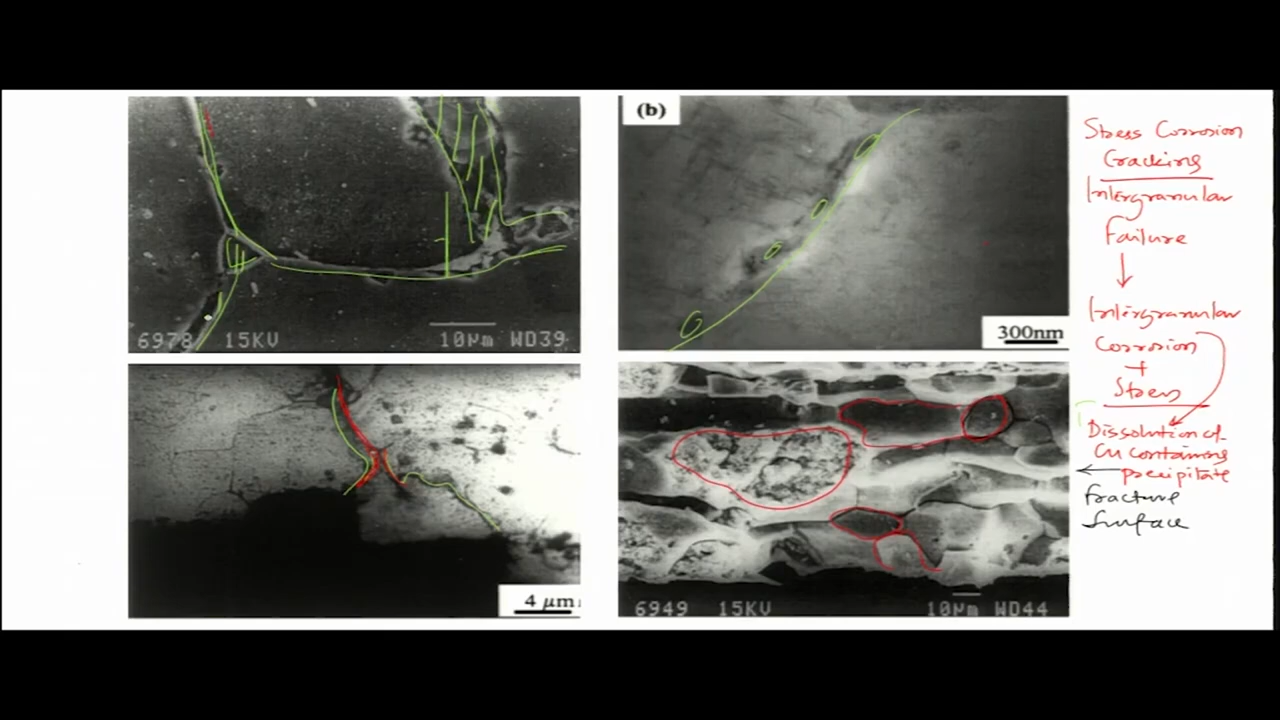 6978 15KV 10μm WD39
(b)
300nm
4 μm
6949 15KV 10μm WD44
Stress Corrosion
Cracking
Intergranular
Failure
↓
Intergranular
Corrosion
+
Stress
Dissolution of
Cu containing
precipitate
←
Fracture
Surface